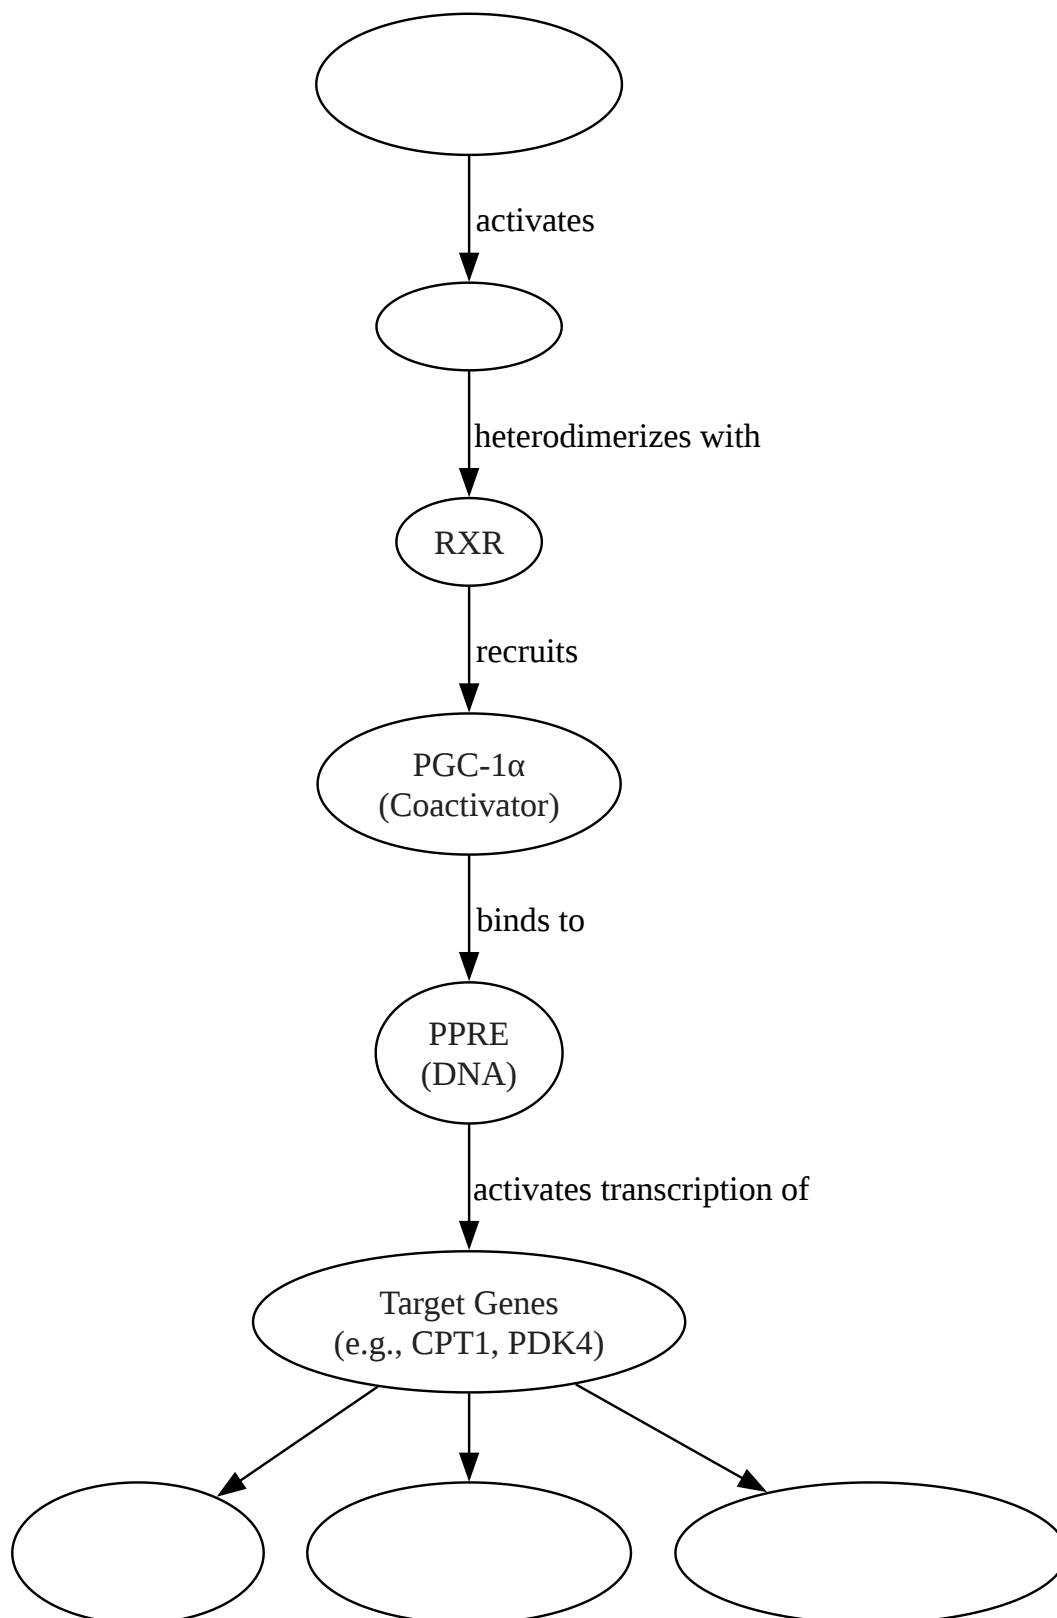 activates
heterodimerizes with
RXR
recruits
PGC-1α
(Coactivator)
binds to
PPRE
(DNA)
activates transcription of
Target Genes
(e.g., CPT1, PDK4)